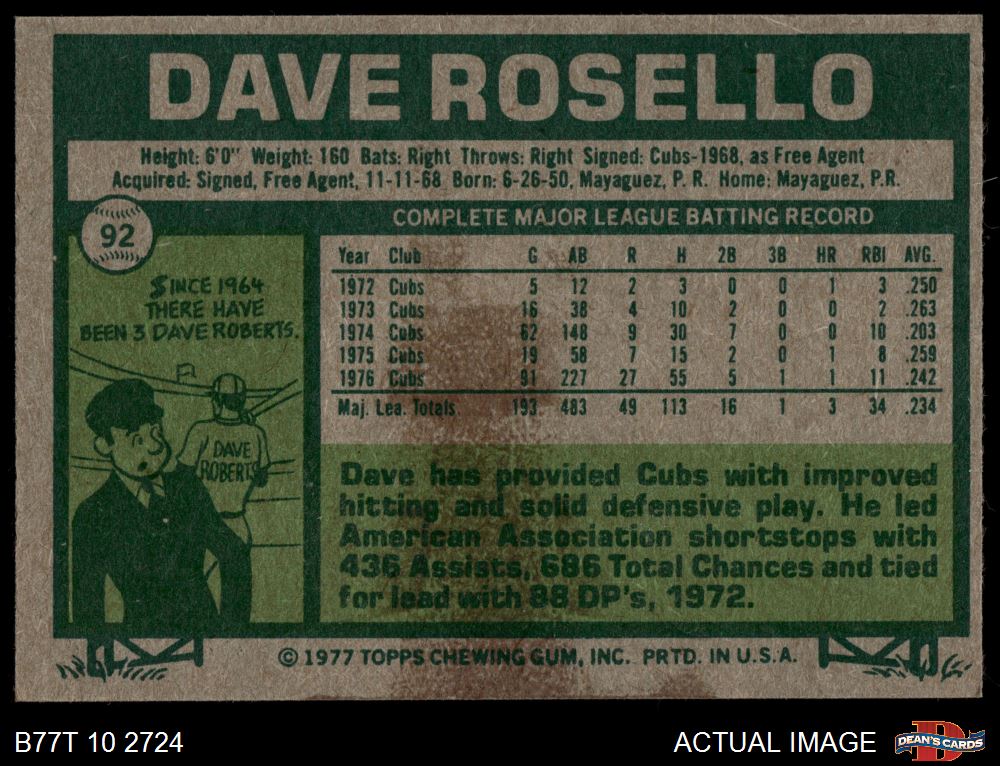 DAVE ROSELLO
Height: 6'0" Weight: 160 Bats: Right Throws: Right Signed: Cubs-1968, as Free Agent
Acquired: Signed, Free Agent, 11-11-68 Born: 6-26-50, Mayaguez, P. R. Home: Mayaguez, P.R.
92
COMPLETE MAJOR LEAGUE BATTING RECORD
Year Club G AB R H 2B 3B HR RBI AVG.
1972 Cubs 5 12 2 3 0 0 1 3 .250
1973 Cubs 16 38 4 10 2 0 0 2 .263
1974 Cubs 62 148 9 30 7 0 0 10 .203
1975 Cubs 19 58 7 15 2 0 1 8 .259
1976 Cubs 91 227 27 55 5 1 1 11 .242
Maj. Lea. Totals 193 483 49 113 16 1 3 34 .234
SINCE 1964
THERE HAVE
BEEN 3 DAVE ROBERTS.
DAVE
ROBERTS
Dave has provided Cubs with improved
hitting and solid defensive play. He led
American Association shortstops with
436 Assists, 686 Total Chances and tied
for lead with 88 DP's, 1972.
© 1977 TOPPS CHEWING GUM, INC. PRTD. IN U.S.A.
B77T 10 2724
ACTUAL IMAGE
DEAN'S CARDS